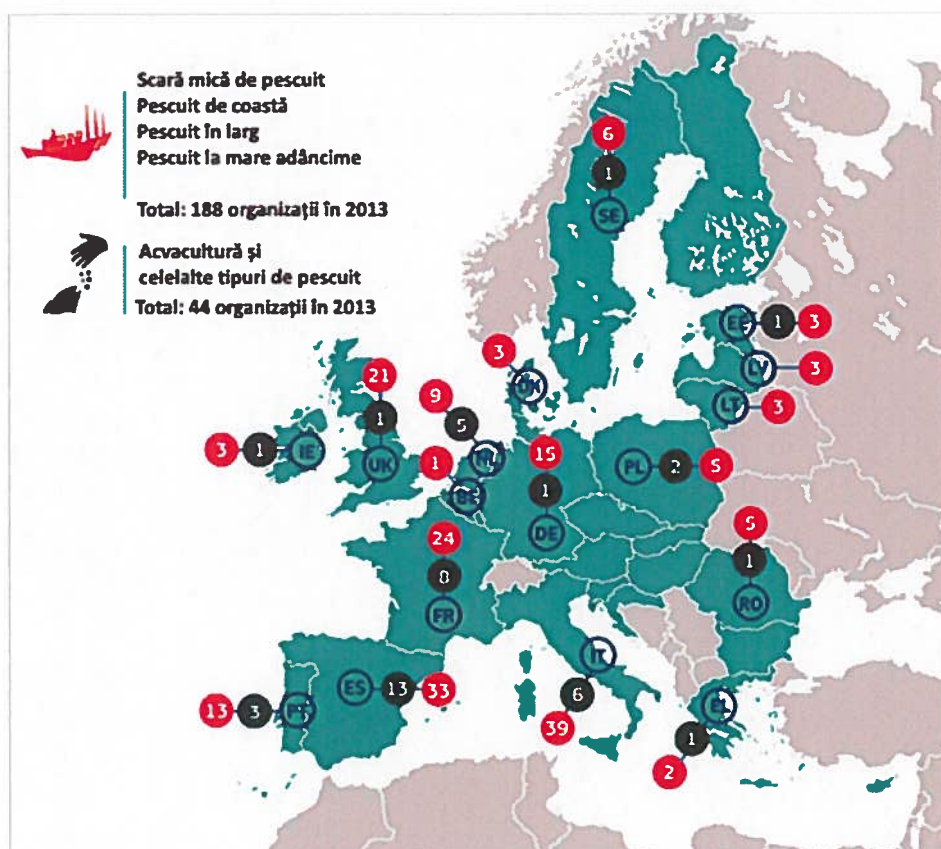 Scară mică de pescuit
Pescuit de coastă
Pescuit în larg
Pescuit la mare adâncime
Total: 188 organizații în 2013
Acvacultură și
celelalte tipuri de pescuit
Total: 44 organizații în 2013
6
1
SE
EE 1 3
LV 3
LT 3
3
DK
21
1
UK
9
5
NL
3 1 IE
1
BE
15
1
DE
PL 2 5
24
8
FR
5
1
RO
13 3 PT
ES 13 33
IT
6
39
EL
1
2